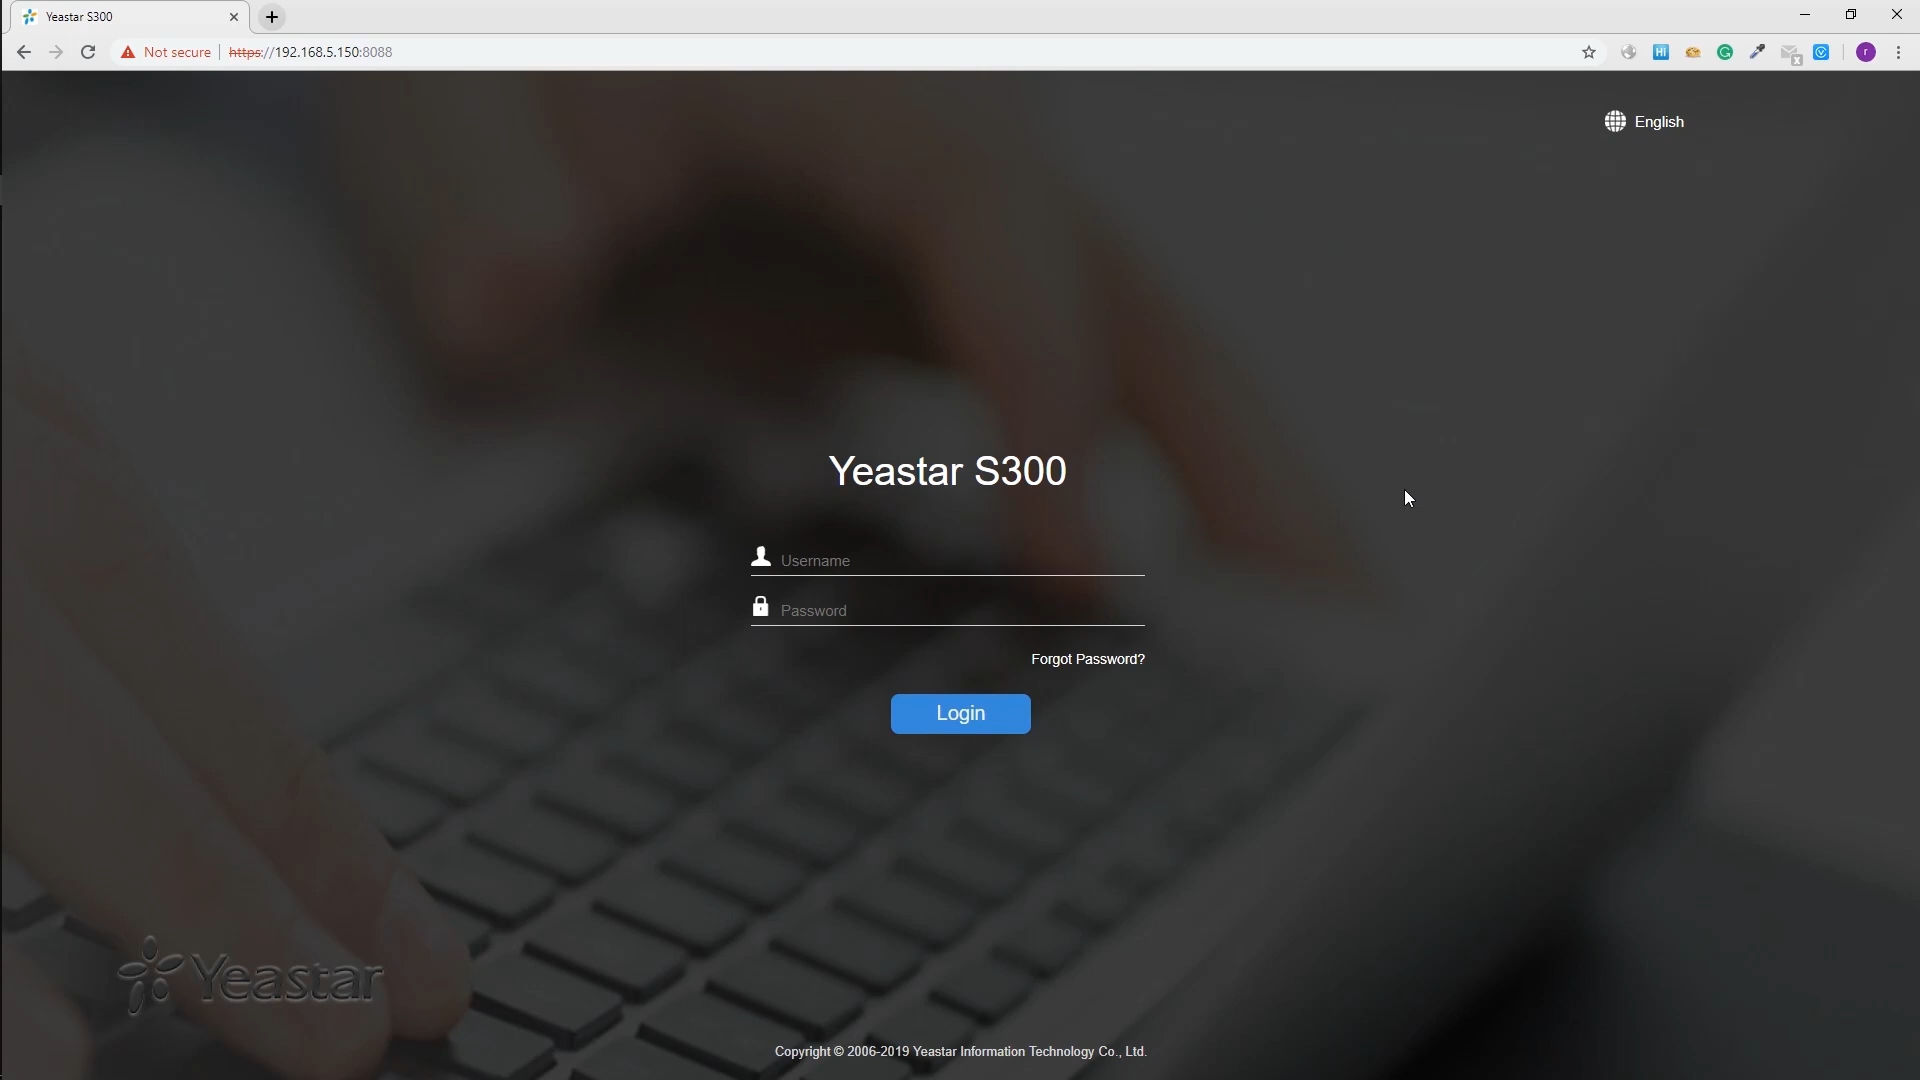 Yeastar S300
Not secure
https://192.168.5.150:8088
Hi
r
English
Yeastar S300
Username
Password
Forgot Password?
Login
Yeastar
Copyright © 2006-2019 Yeastar Information Technology Co., Ltd.